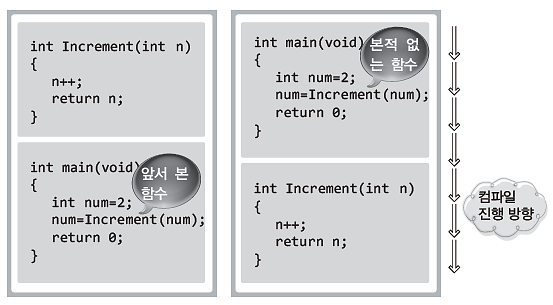 int Increment(int n)
{
n++;
return n;
}
int main(void)
{
int num=2;
num=Increment(num);
return 0;
}
앞서 본
함수
int main(void)
{
int num=2;
num=Increment(num);
return 0;
}
본적 없
는 함수
int Increment(int n)
{
n++;
return n;
}
컴파일
진행 방향